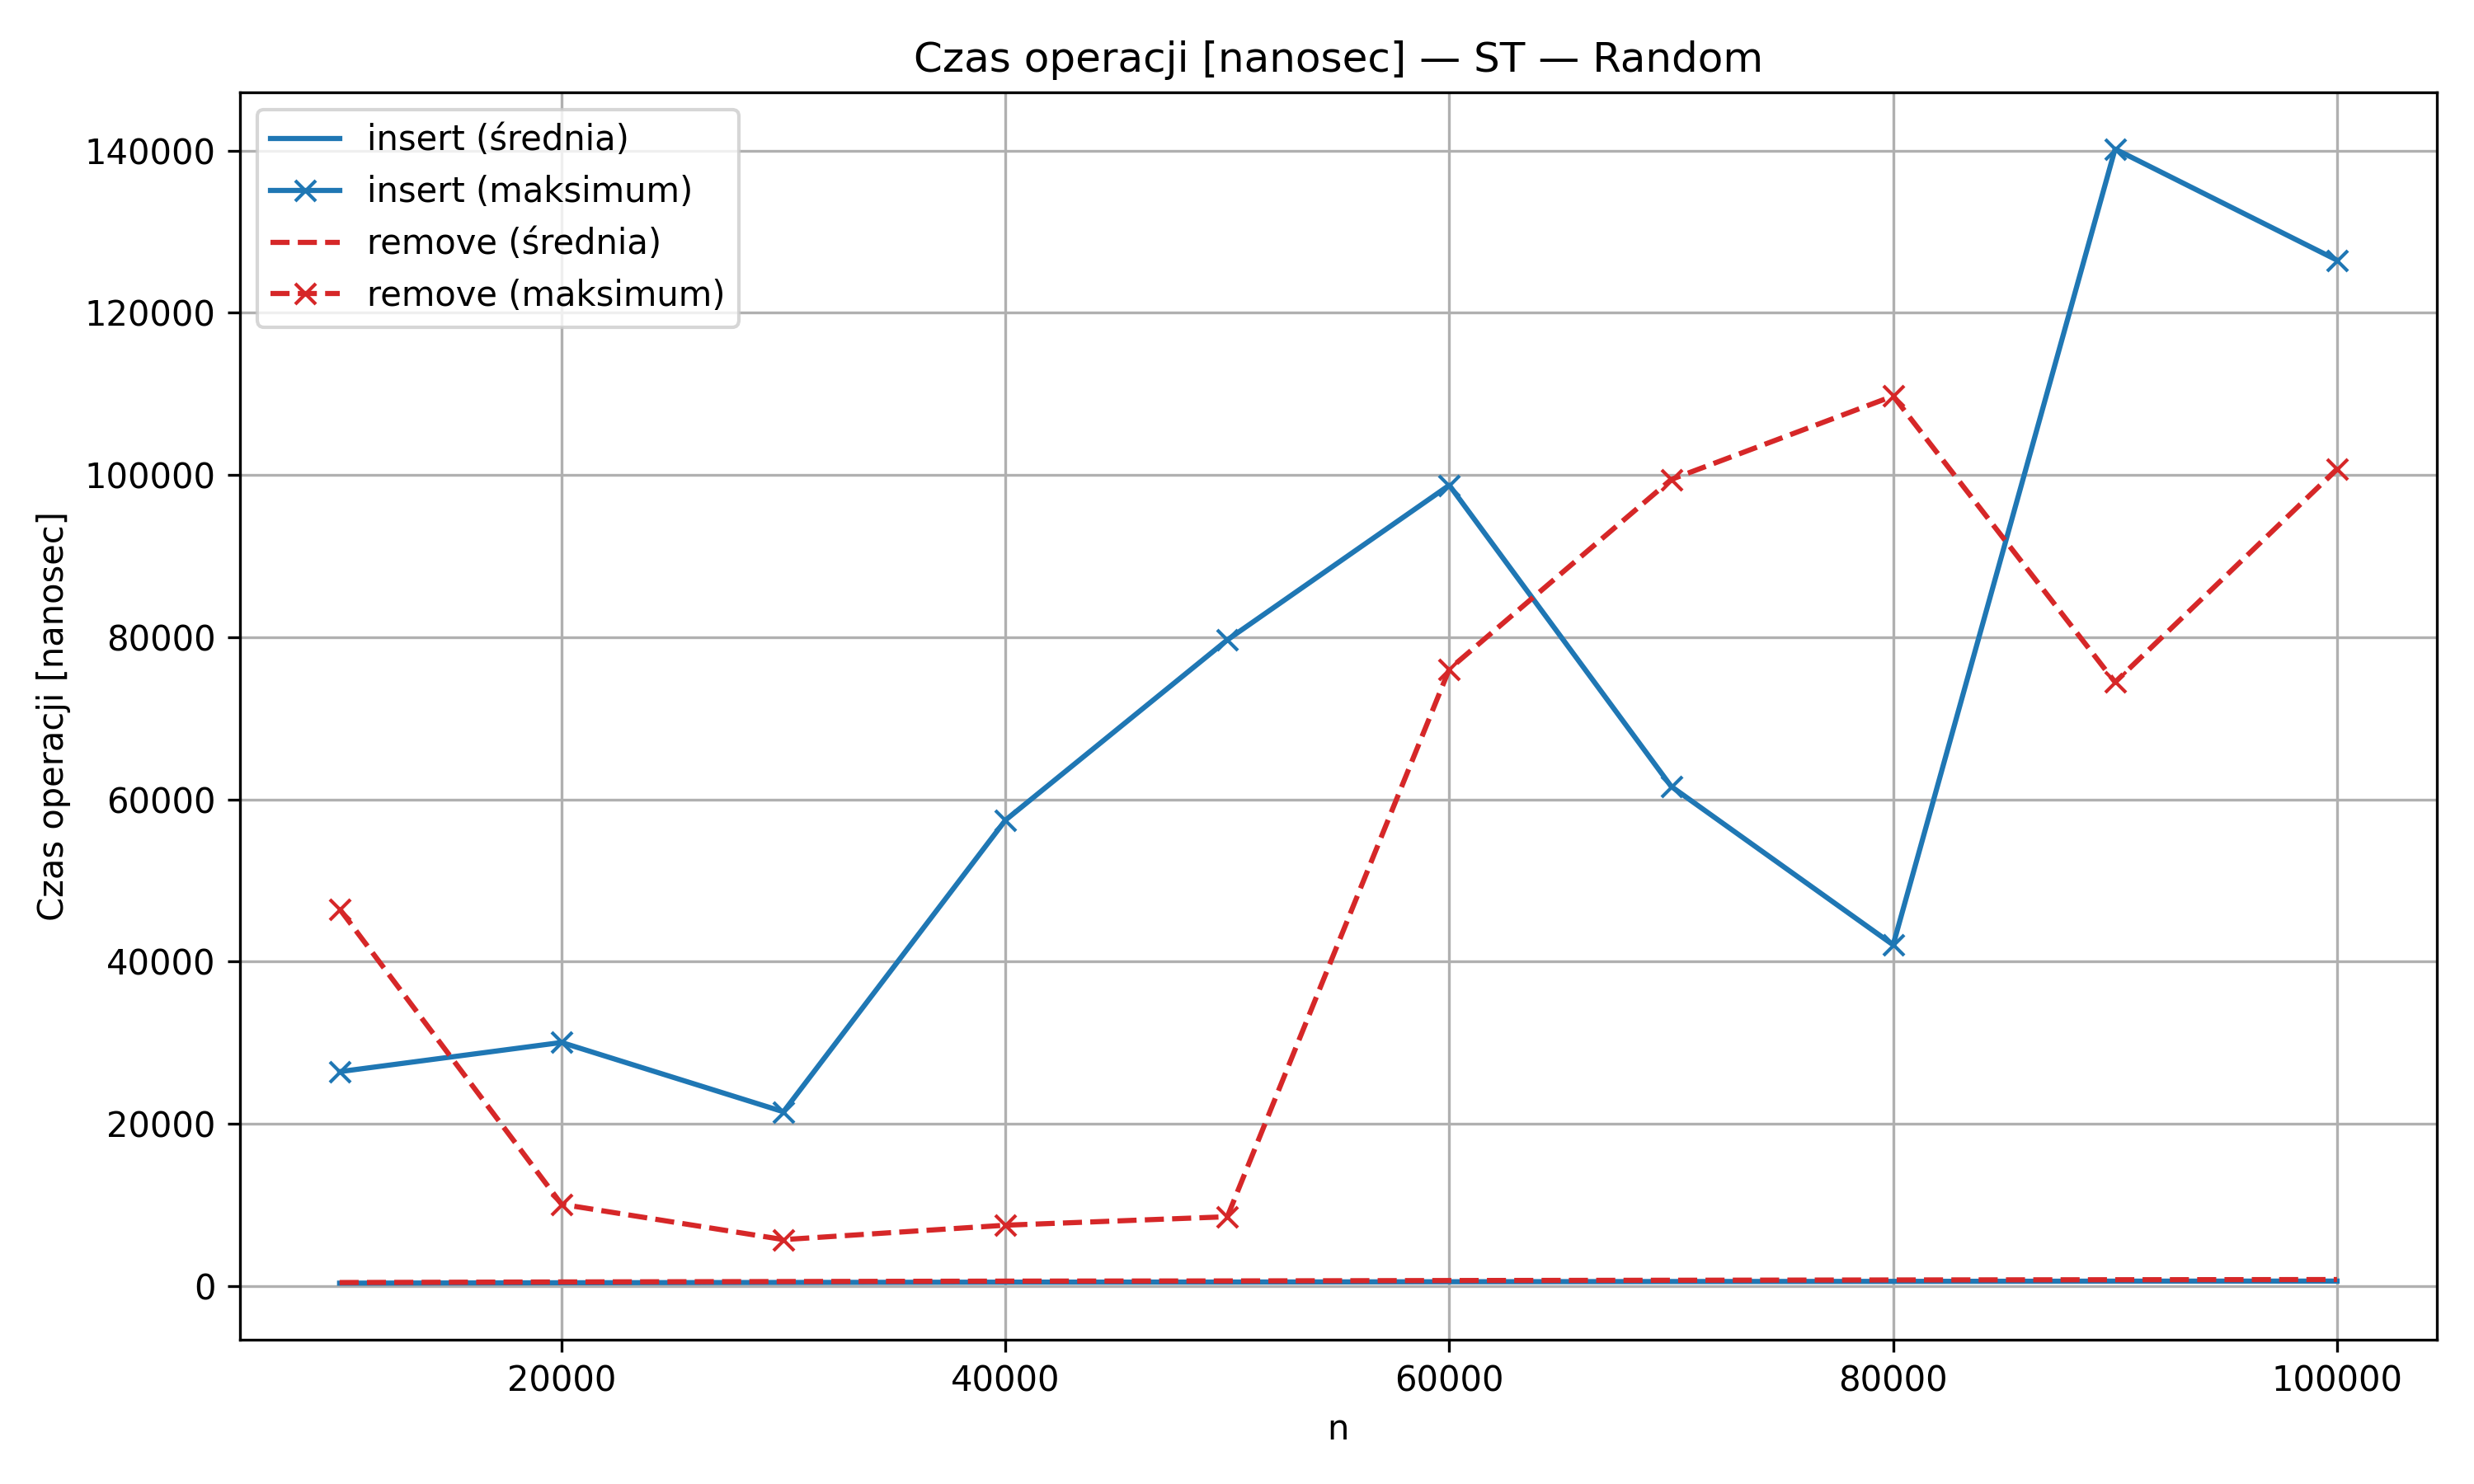 Czas operacji [nanosec] — ST — Random
insert (średnia)
insert (maksimum)
remove (średnia)
remove (maksimum)
Czas operacji [nanosec]
140000
120000
100000
80000
60000
40000
20000
0
20000
40000
60000
80000
100000
n